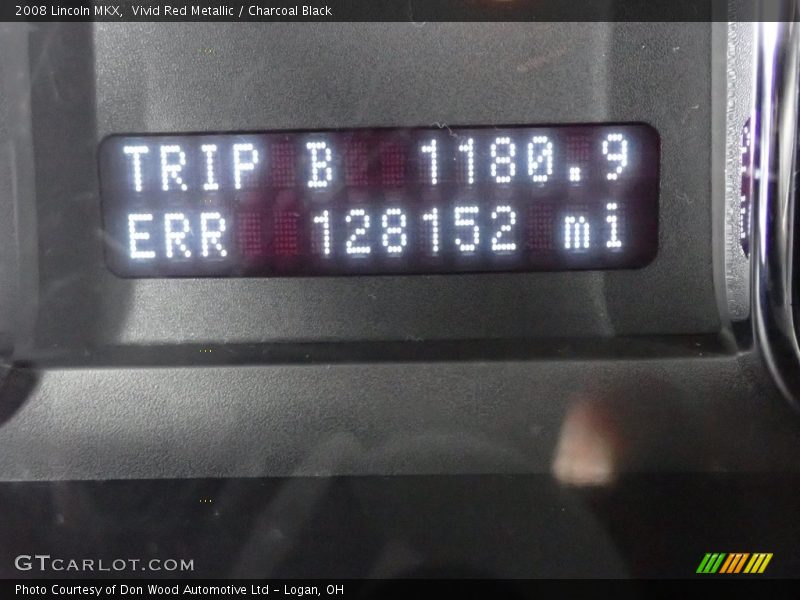 2008 Lincoln MKX,  Vivid Red Metallic / Charcoal Black
TRIP B 1180.9
ERR 128152 mi
GTCARLOT.COM
Photo Courtesy of Don Wood Automotive Ltd - Logan, OH